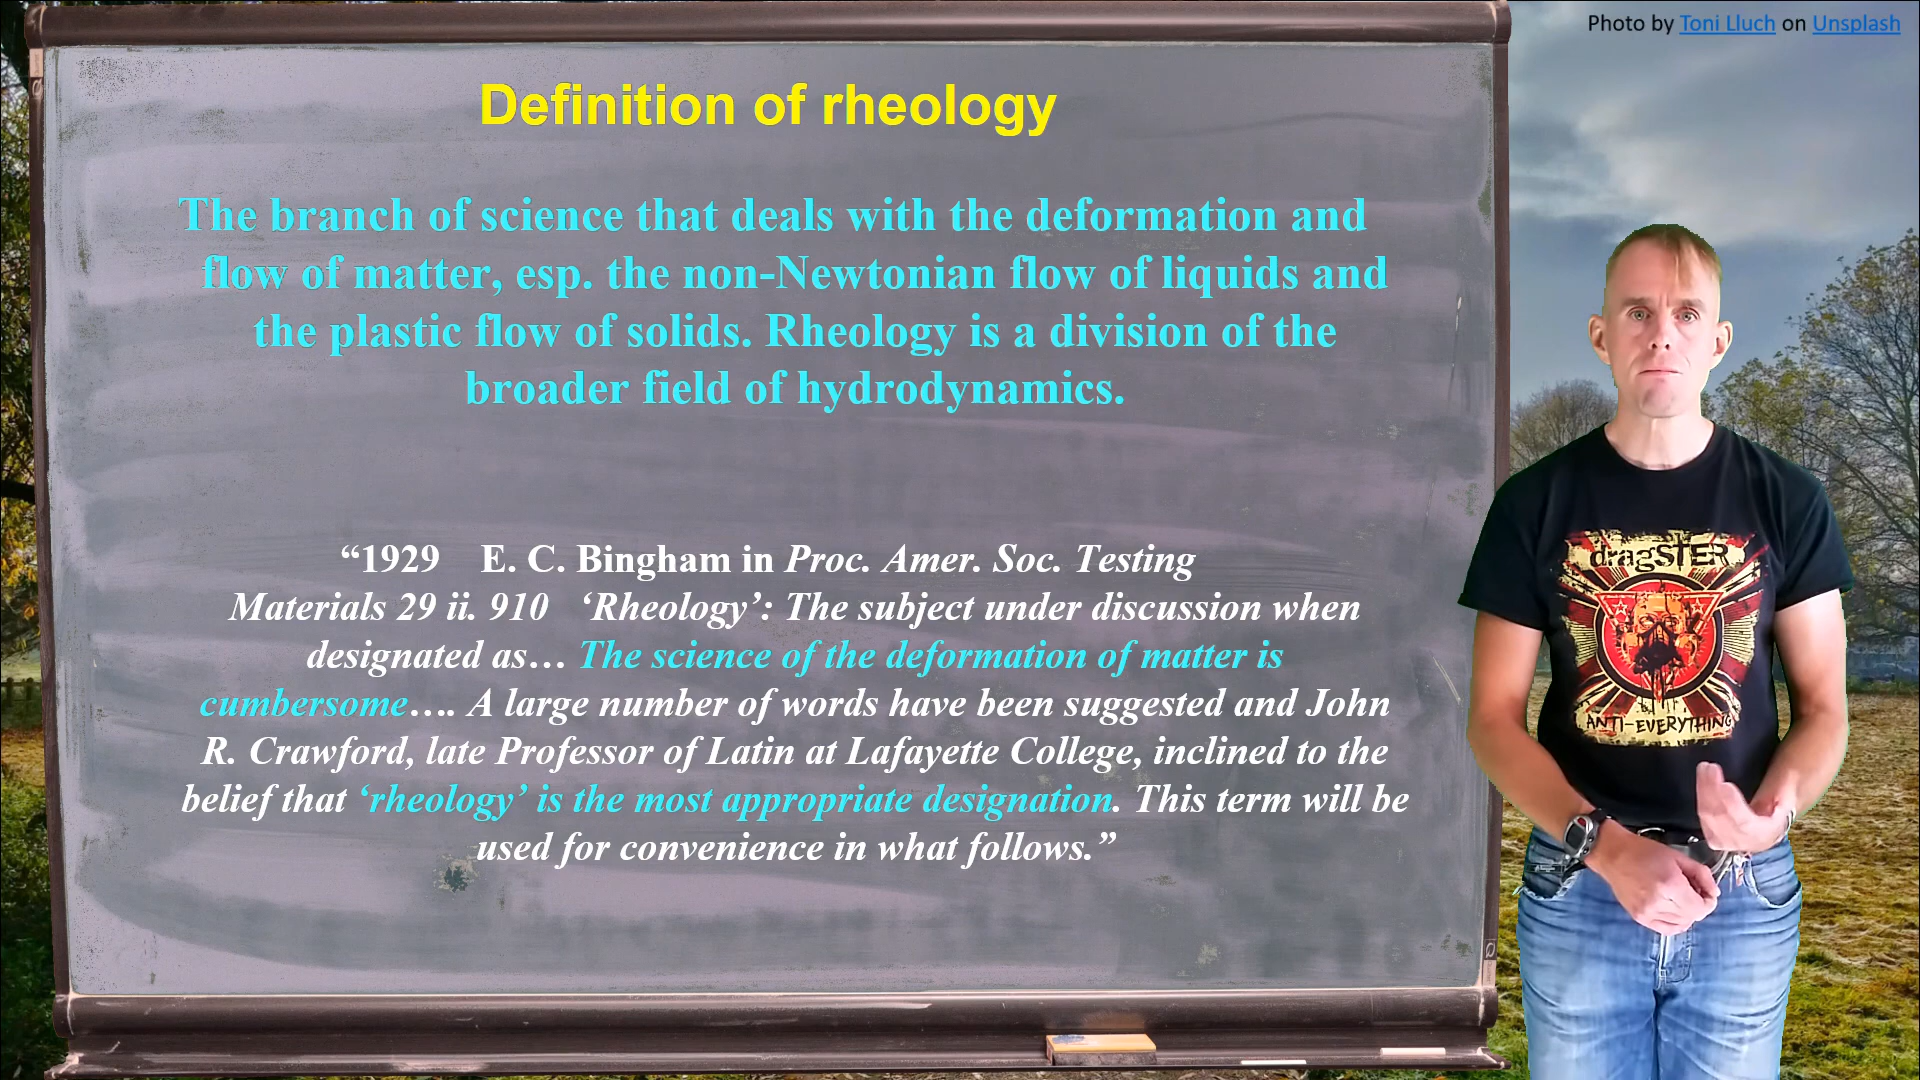 Photo by Toni Lluch on Unsplash
Definition of rheology
The branch of science that deals with the deformation and
flow of matter, esp. the non-Newtonian flow of liquids and
the plastic flow of solids. Rheology is a division of the
broader field of hydrodynamics.
“1929 E. C. Bingham in Proc. Amer. Soc. Testing
Materials 29 ii. 910 ‘Rheology’: The subject under discussion when
designated as… The science of the deformation of matter is
cumbersome…. A large number of words have been suggested and John
R. Crawford, late Professor of Latin at Lafayette College, inclined to the
belief that ‘rheology’ is the most appropriate designation. This term will be
used for convenience in what follows.”
dragSTER
ANTI-EVERYTHING